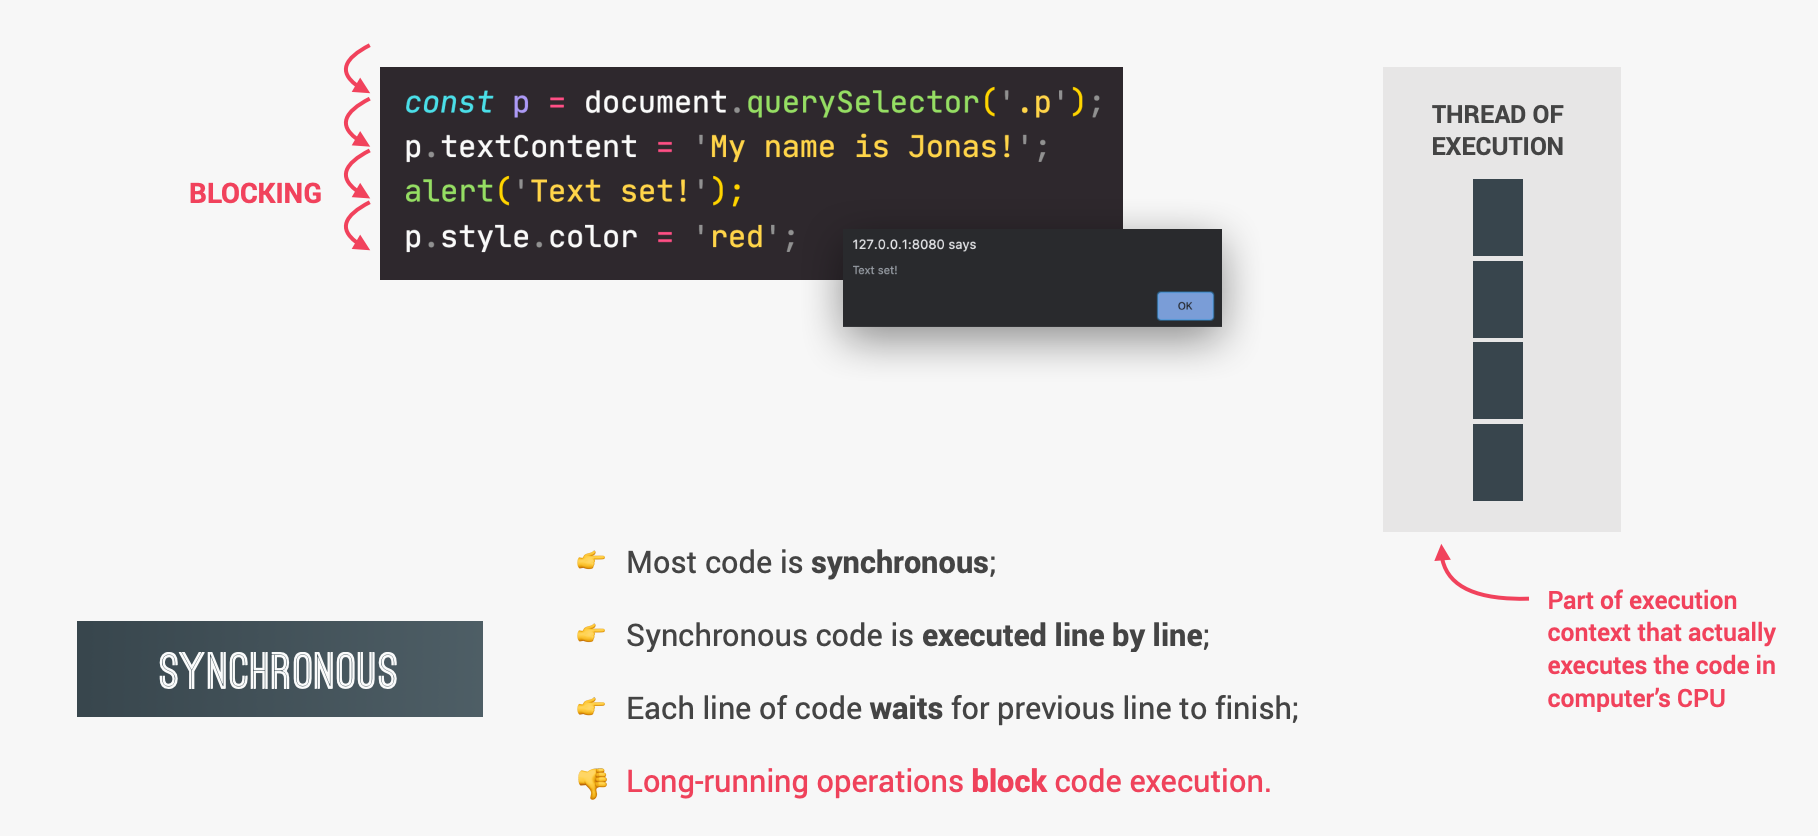 const p = document.querySelector('.p');
p.textContent = 'My name is Jonas!';
alert('Text set!');
p.style.color = 'red';
BLOCKING
127.0.0.1:8080 says
Text set!
OK
THREAD OF
EXECUTION
Part of execution
context that actually
executes the code in
computer’s CPU
SYNCHRONOUS
👉 Most code is synchronous;
👉 Synchronous code is executed line by line;
👉 Each line of code waits for previous line to finish;
👎 Long-running operations block code execution.